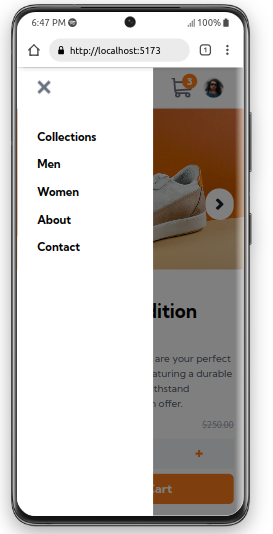 6:47 PM
100%
http://localhost:5173
1
3
Collections
Men
Women
About
Contact
dition
are your perfect
aturing a durable
thstand
offer.
$250.00
+
Cart